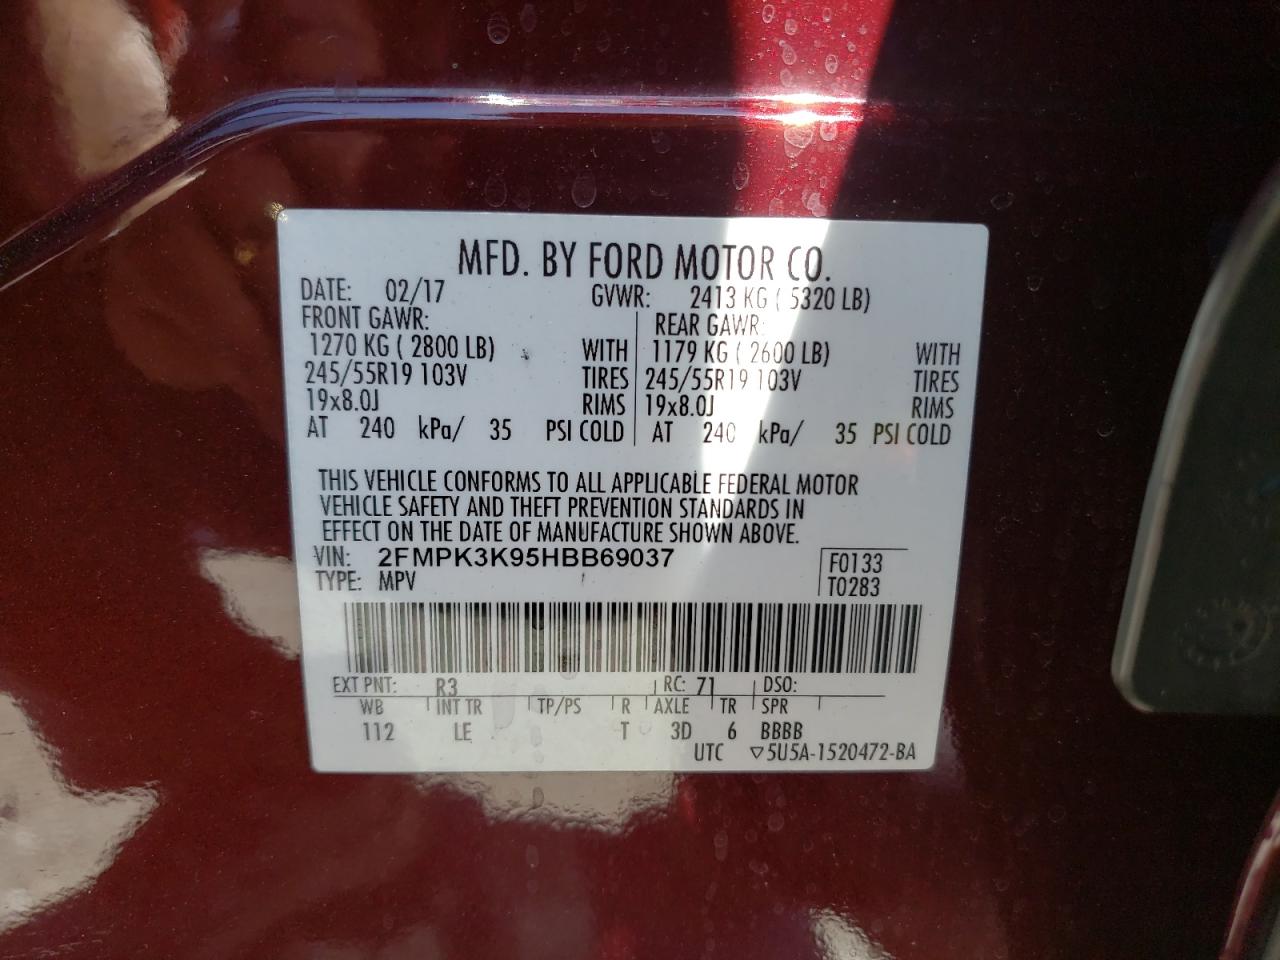 MFD. BY FORD MOTOR CO.
DATE: 02/17 GVWR: 2413 KG ( 5320 LB)
FRONT GAWR: REAR GAWR:
1270 KG ( 2800 LB) WITH 1179 KG ( 2600 LB) WITH
245/55R19 103V TIRES 245/55R19 103V TIRES
19x8.0J RIMS 19x8.0J RIMS
AT 240 kPa/ 35 PSI COLD AT 240 kPa/ 35 PSI COLD
THIS VEHICLE CONFORMS TO ALL APPLICABLE FEDERAL MOTOR
VEHICLE SAFETY AND THEFT PREVENTION STANDARDS IN
EFFECT ON THE DATE OF MANUFACTURE SHOWN ABOVE.
VIN: 2FMPK3K95HBB69037 F0133
TYPE: MPV T0283
EXT PNT: R3 RC: 71 DSO:
WB INT TR TP/PS R AXLE TR SPR
112 LE T 3D 6 BBBB
UTC ▽5U5A-1520472-BA